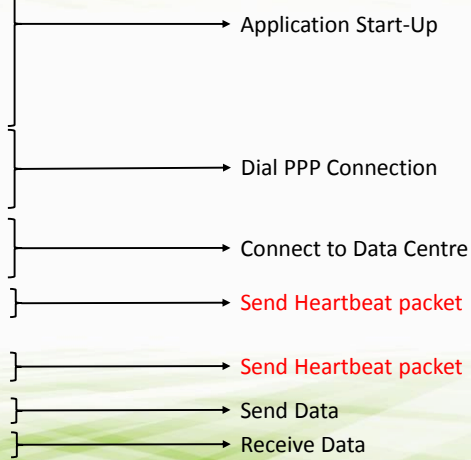 Application Start-Up
Dial PPP Connection
Connect to Data Centre
Send Heartbeat packet
Send Heartbeat packet
Send Data
Receive Data